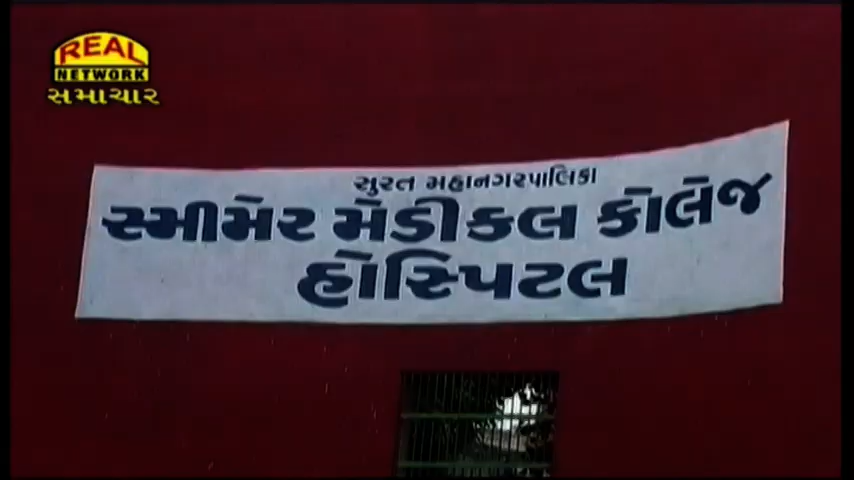 REAL
NETWORK
સમાચાર
સુરત મહાનગરપાલિકા
સ્મીમેર મેડીકલ કોલેજ
હોસ્પિટલ